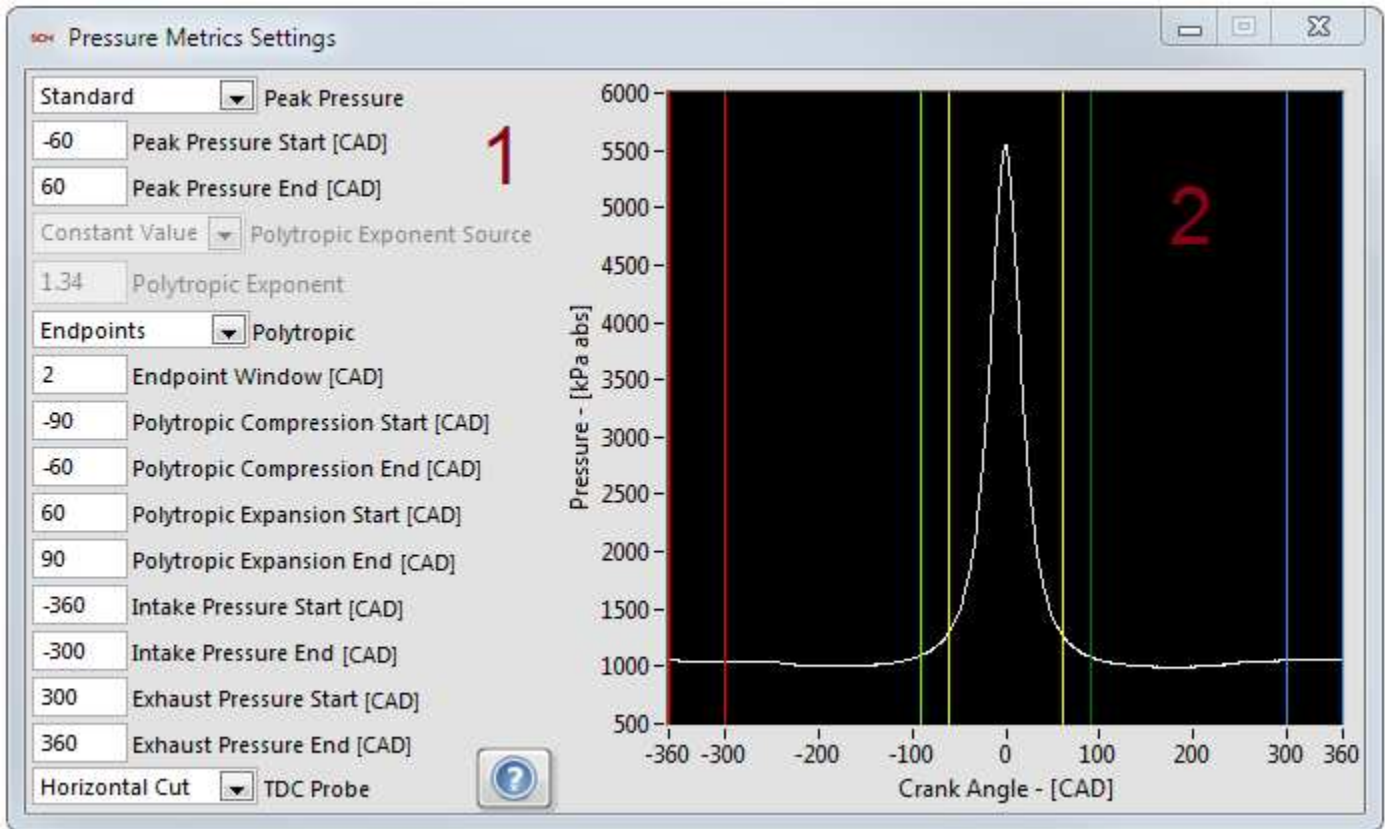 SCM Pressure Metrics Settings
Standard Peak Pressure
-60 Peak Pressure Start [CAD]
60 Peak Pressure End [CAD]
Constant Value Polytropic Exponent Source
1.34 Polytropic Exponent
Endpoints Polytropic
2 Endpoint Window [CAD]
-90 Polytropic Compression Start [CAD]
-60 Polytropic Compression End [CAD]
60 Polytropic Expansion Start [CAD]
90 Polytropic Expansion End [CAD]
-360 Intake Pressure Start [CAD]
-300 Intake Pressure End [CAD]
300 Exhaust Pressure Start [CAD]
360 Exhaust Pressure End [CAD]
Horizontal Cut TDC Probe
?
1
Pressure - [kPa abs]
6000
5500
5000
4500
4000
3500
3000
2500
2000
1500
1000
500
2
-360 -300 -200 -100 0 100 200 300 360
Crank Angle - [CAD]